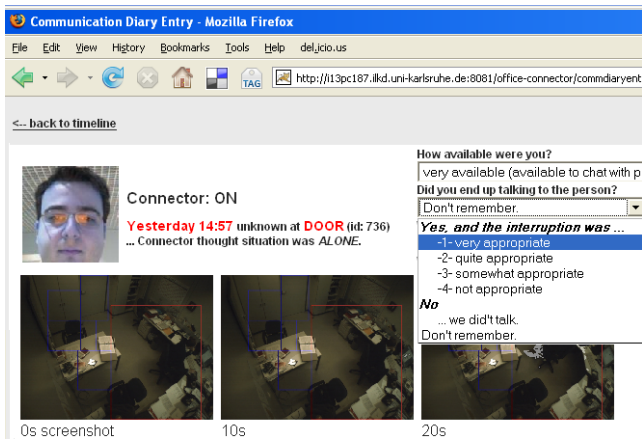 Communication Diary Entry - Mozilla Firefox
File Edit View History Bookmarks Tools Help del.icio.us
TAG http://i13pc187.ilkd.uni-karlsruhe.de:8081/office-connector/commdiaryent
<-- back to timeline
How available were you?
very available (available to chat with p
Did you end up talking to the person?
Don't remember.
Connector: ON
Yesterday 14:57 unknown at DOOR (id: 736)
... Connector thought situation was ALONE.
Yes, and the interruption was ...
-1- very appropriate
-2- quite appropriate
-3- somewhat appropriate
-4- not appropriate
No
... we did't talk.
Don't remember.
0s screenshot
10s
20s